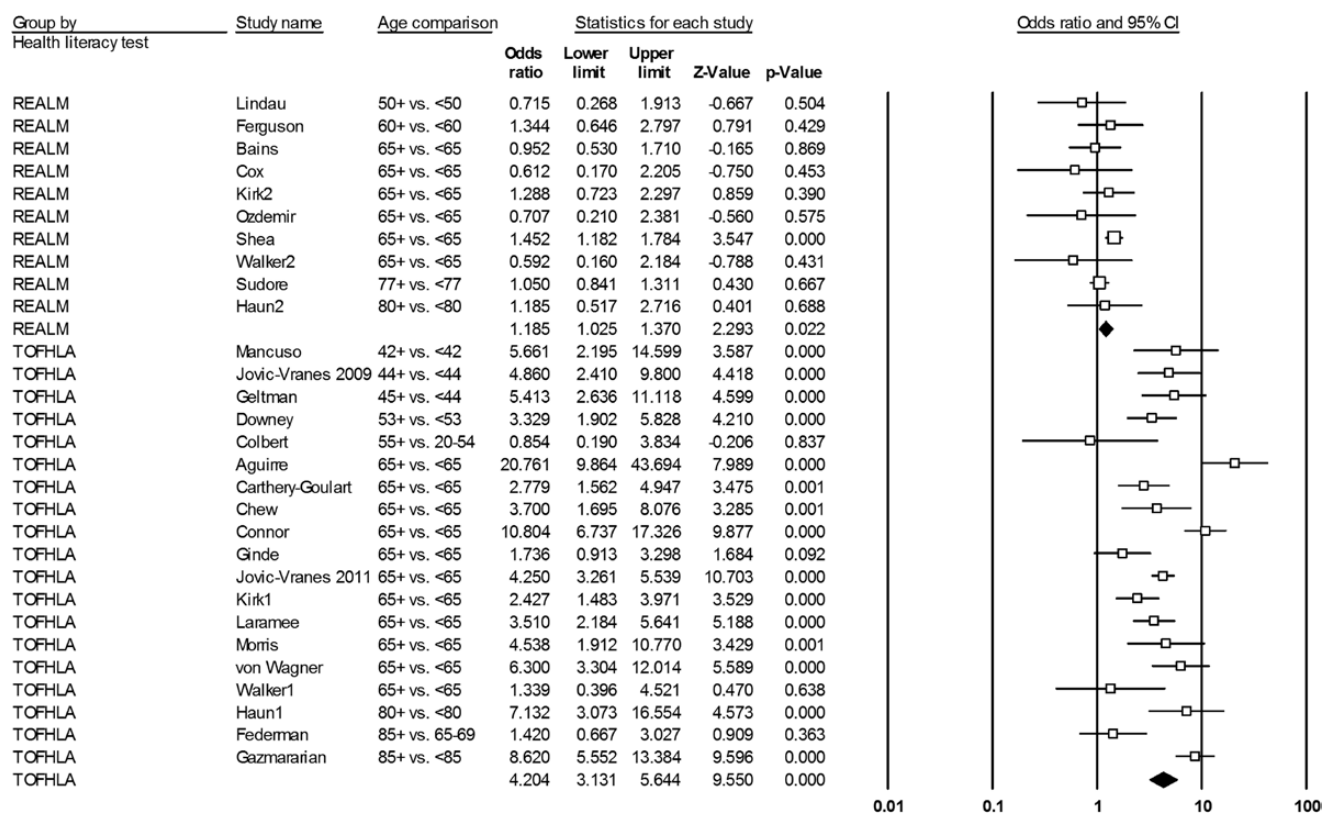 Group by Study name Age comparison Statistics for each study Odds ratio and 95% CI
Health literacy test
Odds Lower Upper
ratio limit limit Z-Value p-Value
REALM Lindau 50+ vs. <50 0.715 0.268 1.913 -0.667 0.504
REALM Ferguson 60+ vs. <60 1.344 0.646 2.797 0.791 0.429
REALM Bains 65+ vs. <65 0.952 0.530 1.710 -0.165 0.869
REALM Cox 65+ vs. <65 0.612 0.170 2.205 -0.750 0.453
REALM Kirk2 65+ vs. <65 1.288 0.723 2.297 0.859 0.390
REALM Ozdemir 65+ vs. <65 0.707 0.210 2.381 -0.560 0.575
REALM Shea 65+ vs. <65 1.452 1.182 1.784 3.547 0.000
REALM Walker2 65+ vs. <65 0.592 0.160 2.184 -0.788 0.431
REALM Sudore 77+ vs. <77 1.050 0.841 1.311 0.430 0.667
REALM Haun2 80+ vs. <80 1.185 0.517 2.716 0.401 0.688
REALM 1.185 1.025 1.370 2.293 0.022
TOFHLA Mancuso 42+ vs. <42 5.661 2.195 14.599 3.587 0.000
TOFHLA Jovic-Vranes 2009 44+ vs. <44 4.860 2.410 9.800 4.418 0.000
TOFHLA Geltman 45+ vs. <44 5.413 2.636 11.118 4.599 0.000
TOFHLA Downey 53+ vs. <53 3.329 1.902 5.828 4.210 0.000
TOFHLA Colbert 55+ vs. 20-54 0.854 0.190 3.834 -0.206 0.837
TOFHLA Aguirre 65+ vs. <65 20.761 9.864 43.694 7.989 0.000
TOFHLA Carthery-Goulart 65+ vs. <65 2.779 1.562 4.947 3.475 0.001
TOFHLA Chew 65+ vs. <65 3.700 1.695 8.076 3.285 0.001
TOFHLA Connor 65+ vs. <65 10.804 6.737 17.326 9.877 0.000
TOFHLA Ginde 65+ vs. <65 1.736 0.913 3.298 1.684 0.092
TOFHLA Jovic-Vranes 2011 65+ vs. <65 4.250 3.261 5.539 10.703 0.000
TOFHLA Kirk1 65+ vs. <65 2.427 1.483 3.971 3.529 0.000
TOFHLA Laramee 65+ vs. <65 3.510 2.184 5.641 5.188 0.000
TOFHLA Morris 65+ vs. <65 4.538 1.912 10.770 3.429 0.001
TOFHLA von Wagner 65+ vs. <65 6.300 3.304 12.014 5.589 0.000
TOFHLA Walker1 65+ vs. <65 1.339 0.396 4.521 0.470 0.638
TOFHLA Haun1 80+ vs. <80 7.132 3.073 16.554 4.573 0.000
TOFHLA Federman 85+ vs. 65-69 1.420 0.667 3.027 0.909 0.363
TOFHLA Gazmararian 85+ vs. <85 8.620 5.552 13.384 9.596 0.000
TOFHLA 4.204 3.131 5.644 9.550 0.000
0.01 0.1 1 10 100